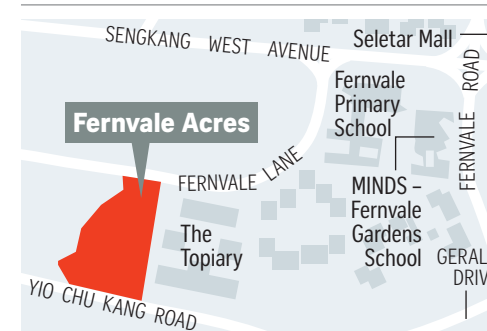 SENGKANG WEST AVENUE
Seletar Mall
FERNVALE ROAD
Fernvale
Primary
School
Fernvale Acres
FERNVALE LANE
MINDS –
Fernvale
Gardens
School
The
Topiary
GERAL
DRIV
YIO CHU KANG ROAD